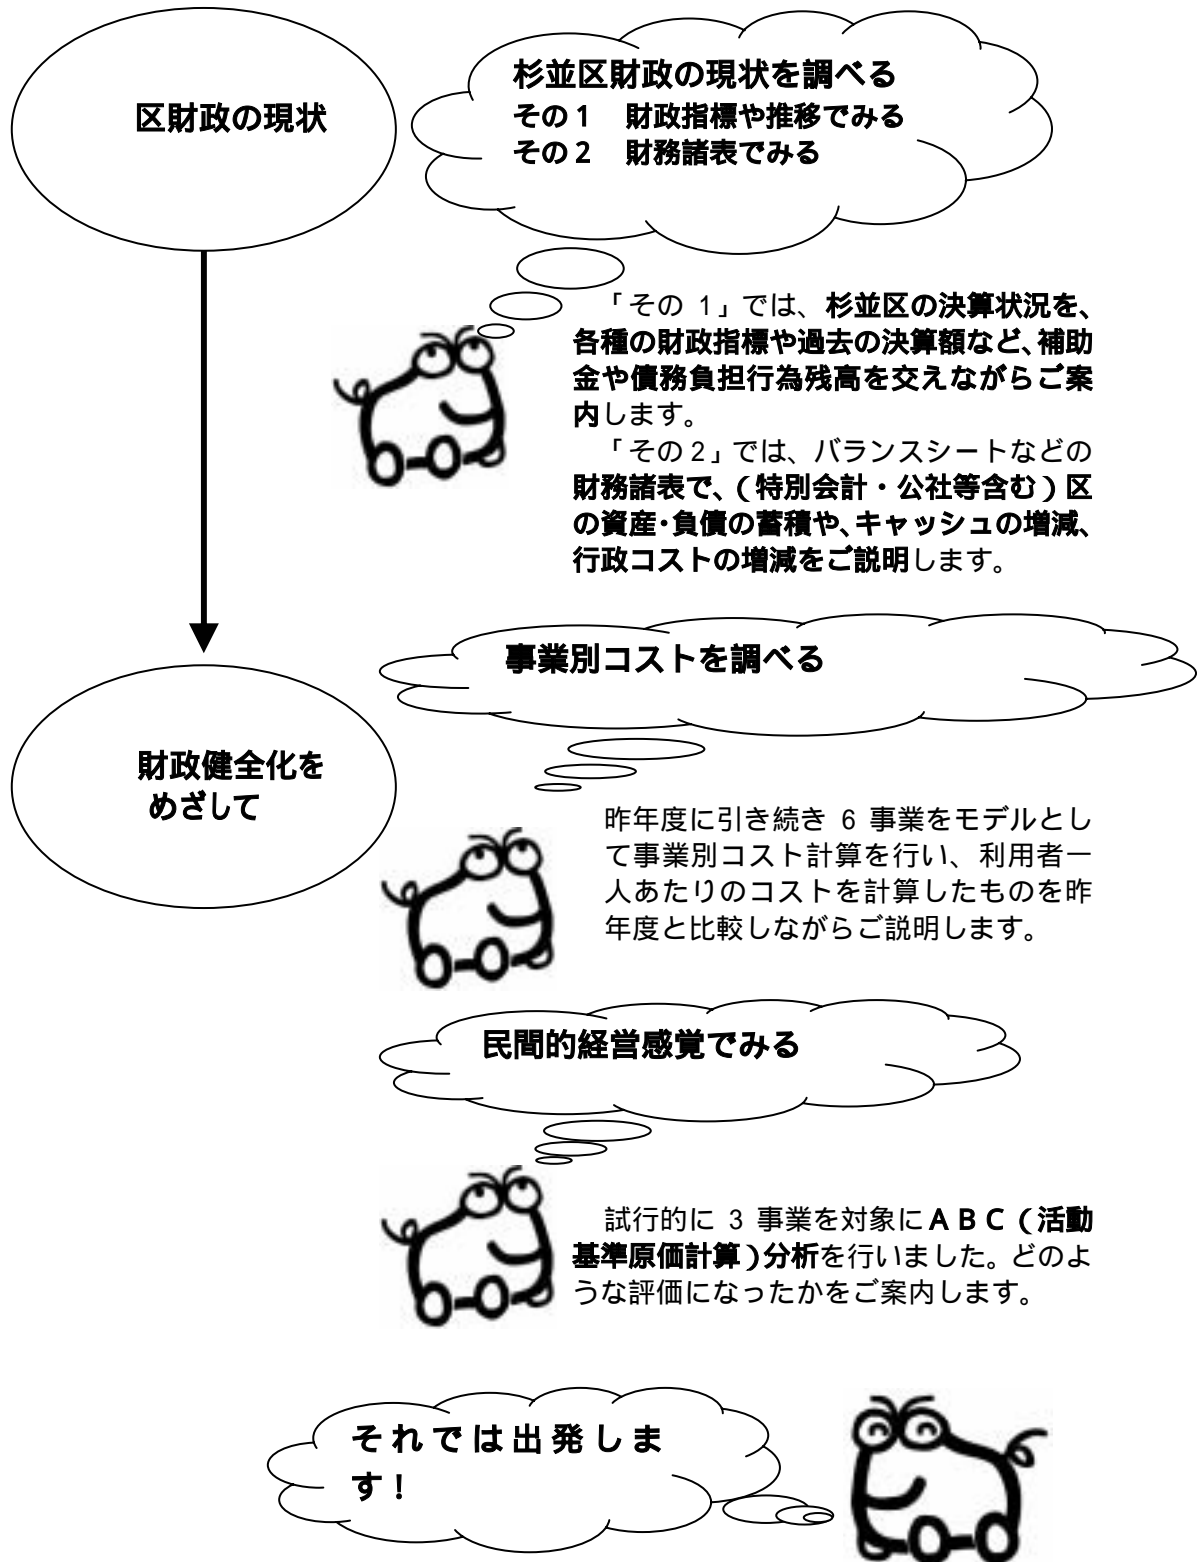 区財政の現状
杉並区財政の現状を調べる
その1　財政指標や推移でみる
その2　財務諸表でみる
「その 1」では、杉並区の決算状況を、
各種の財政指標や過去の決算額など、補助
金や債務負担行為残高を交えながらご案
内します。
「その2」では、バランスシートなどの
財務諸表で、（特別会計・公社等含む）区
の資産・負債の蓄積や、キャッシュの増減、
行政コストの増減をご説明します。
財政健全化を
めざして
事業別コストを調べる
昨年度に引き続き 6 事業をモデルとし
て事業別コスト計算を行い、利用者一
人あたりのコストを計算したものを昨
年度と比較しながらご説明します。
民間的経営感覚でみる
試行的に 3 事業を対象にＡＢＣ（活動
基準原価計算）分析を行いました。どのよ
うな評価になったかをご案内します。
それでは出発しま
す！